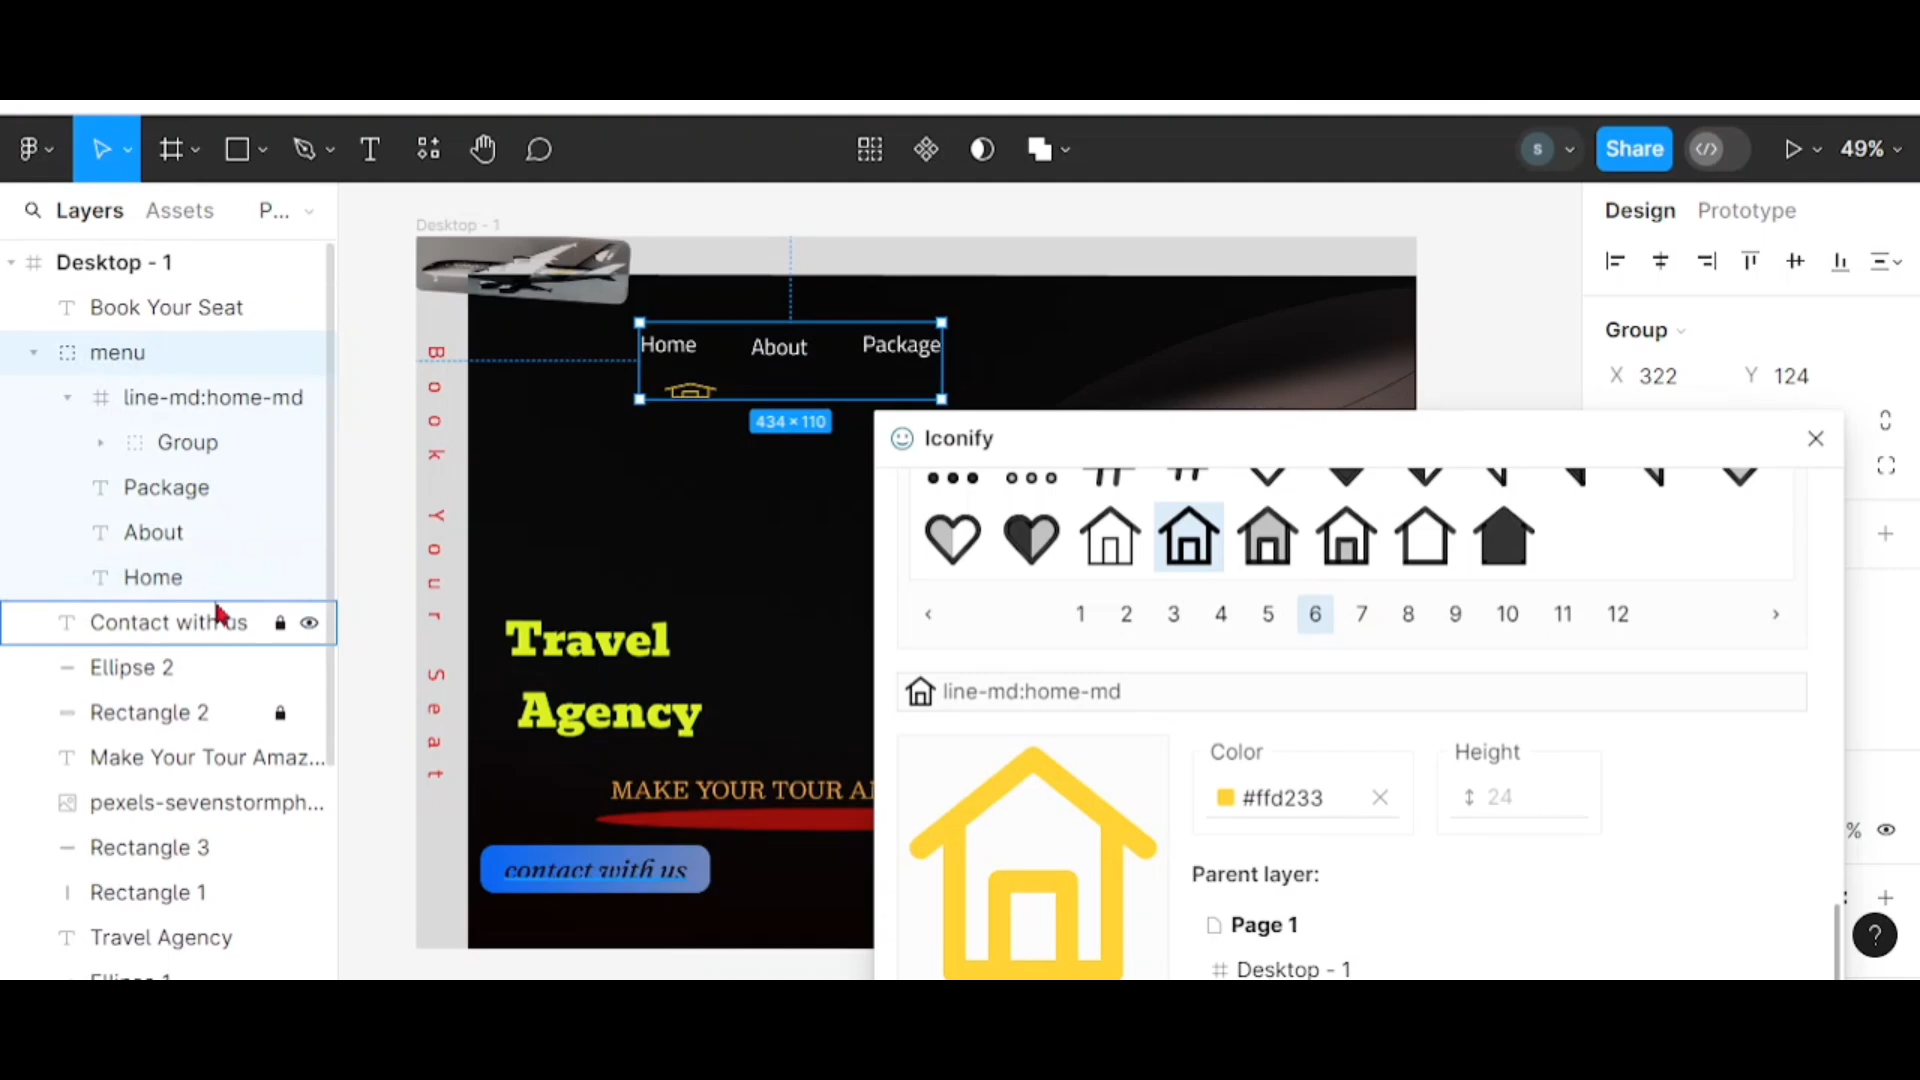 S
Share
49%
Layers
Assets
P...
Desktop - 1
Book Your Seat
menu
line-md:home-md
Group
Package
About
Home
Contact with us
Ellipse 2
Rectangle 2
Make Your Tour Amaz...
pexels-sevenstormph...
Rectangle 3
Rectangle 1
Travel Agency
Desktop - 1
Book Your Seat
Home
About
Package
434 × 110
Travel
Agency
MAKE YOUR TOUR
contact with us
Iconify
1 2 3 4 5 6 7 8 9 10 11 12
line-md:home-md
Color
#ffd233
Height
24
Parent layer:
Page 1
Desktop - 1
Design
Prototype
Group
X 322
Y 124
%
?